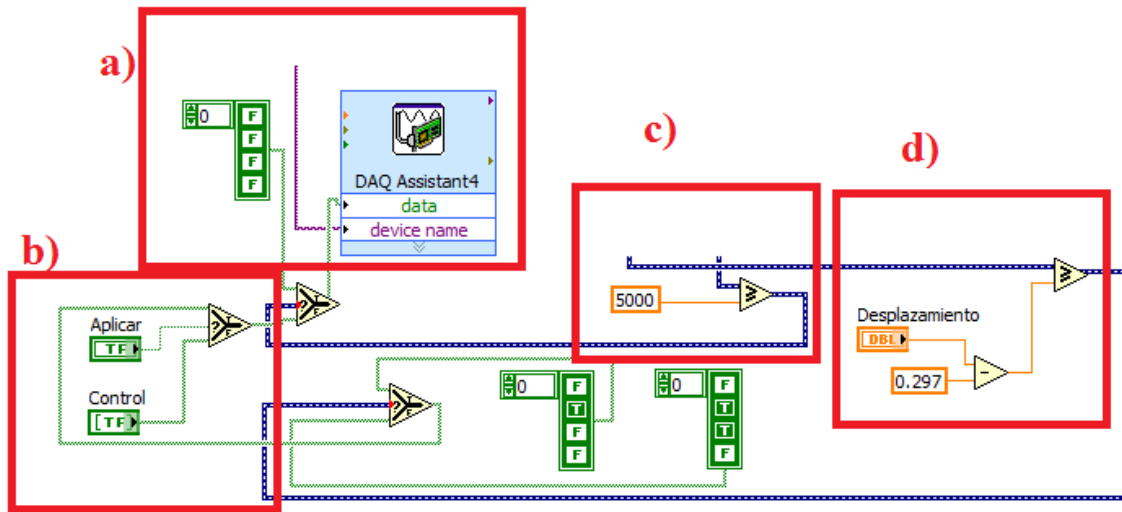 a)
0
F
F
F
F
DAQ Assistant4
data
device name
b)
Aplicar
TF
Control
[TF]
?
T
F
?
T
F
?
T
F
c)
5000
≥
d)
≥
Desplazamiento
DBL
0.297
-
0
F
T
F
F
0
F
T
T
F